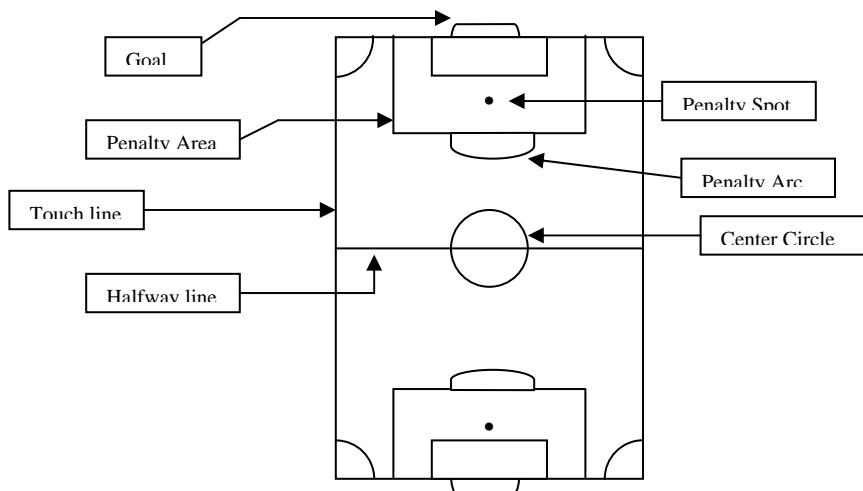 Goal
Penalty Spot
Penalty Area
Penalty Arc
Touch line
Center Circle
Halfway line